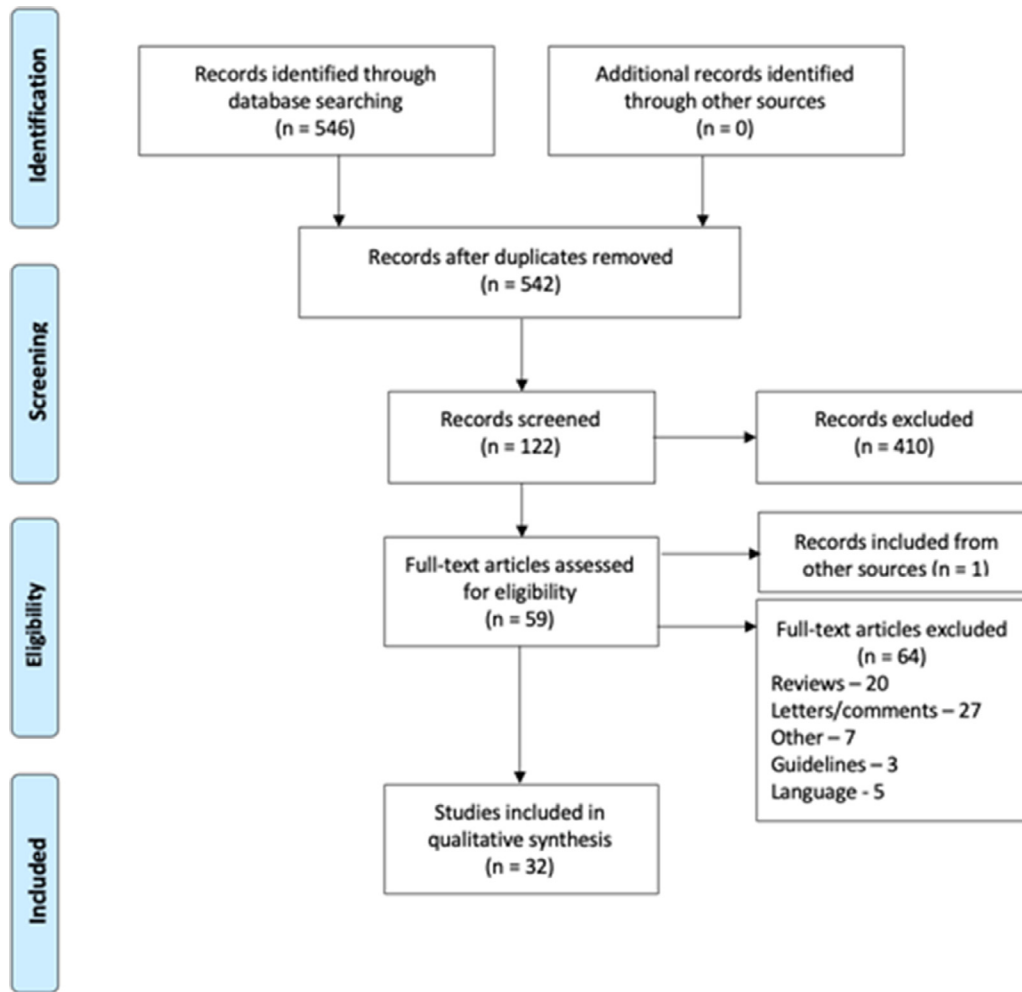 Identification
Records identified through
database searching
(n = 546)
Additional records identified
through other sources
(n = 0)
Records after duplicates removed
(n = 542)
Screening
Records screened
(n = 122)
Records excluded
(n = 410)
Eligibility
Full-text articles assessed
for eligibility
(n = 59)
Records included from
other sources (n = 1)
Full-text articles excluded
(n = 64)
Reviews – 20
Letters/comments – 27
Other – 7
Guidelines – 3
Language - 5
Included
Studies included in
qualitative synthesis
(n = 32)